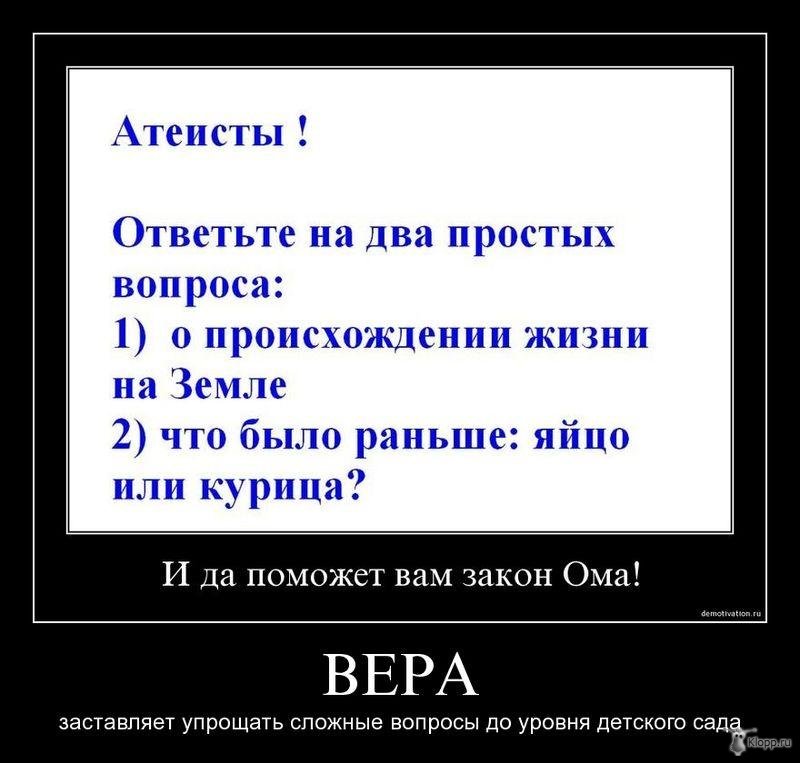 Атеисты !
Ответьте на два простых
вопроса:
1) о происхождении жизни
на Земле
2) что было раньше: яйцо
или курица?
И да поможет вам закон Ома!
demotivation.ru
ВЕРА
заставляет упрощать сложные вопросы до уровня детского сада
Klopp.ru